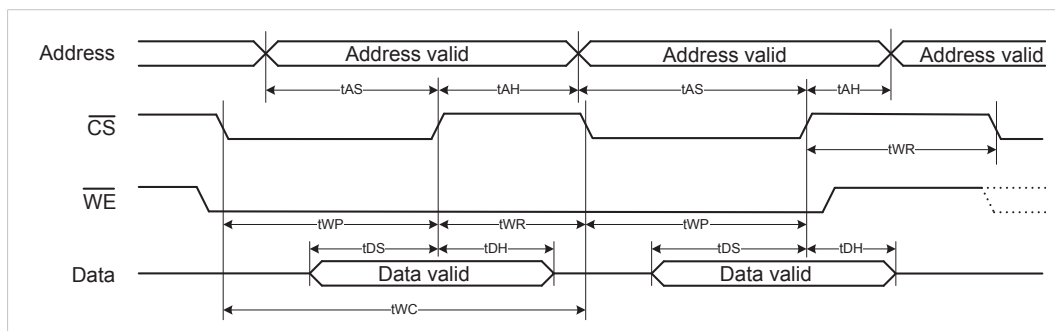 Address Address valid Address valid Address valid
tAS tAH tAS tAH
CS
tWR
WE
tWP tWR tWP
tDS tDH tDS tDH
Data Data valid Data valid
tWC